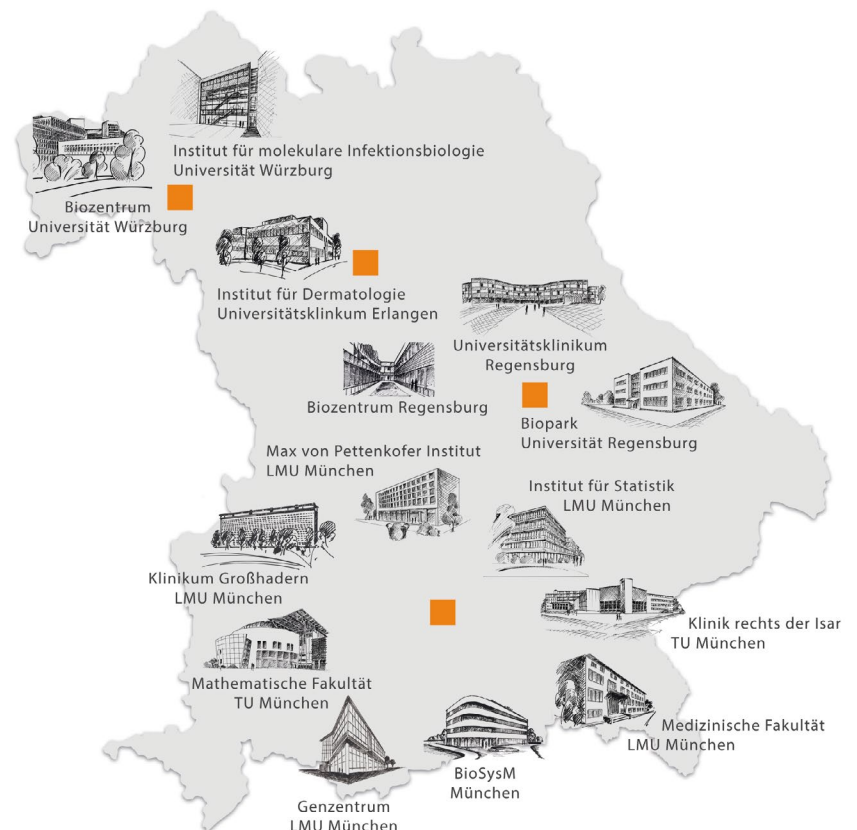 Institut für molekulare Infektionsbiologie
Universität Würzburg
Biozentrum
Universität Würzburg
Institut für Dermatologie
Universitätsklinkum Erlangen
Universitätsklinikum
Regensburg
Biozentrum Regensburg
Biopark
Universität Regensburg
Max von Pettenkofer Institut
LMU München
Institut für Statistik
LMU München
Klinikum Großhadern
LMU München
Klinik rechts der Isar
TU München
Mathematische Fakultät
TU München
Medizinische Fakultät
LMU München
BioSysM
München
Genzentrum
LMU München